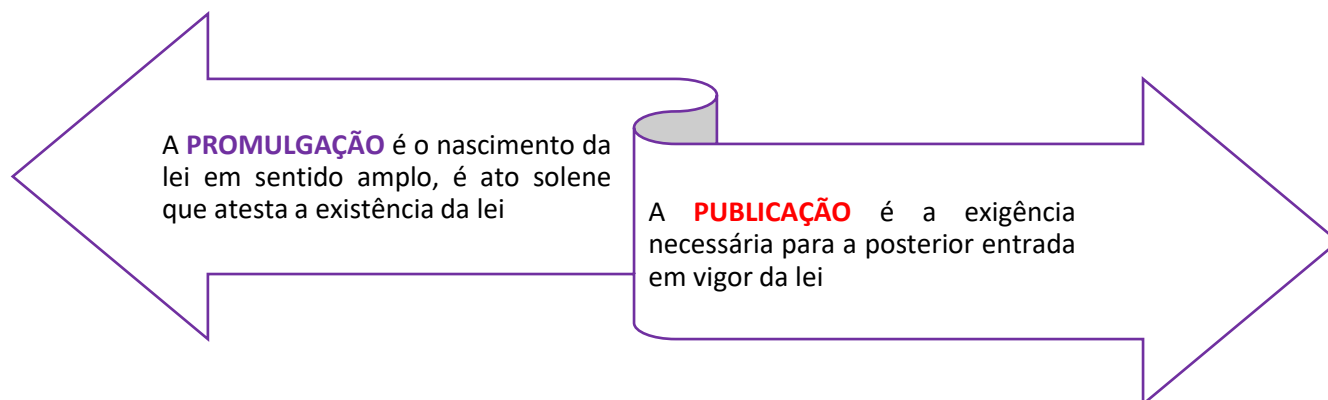 A PROMULGAÇÃO é o nascimento da
lei em sentido amplo, é ato solene
que atesta a existência da lei
A PUBLICAÇÃO é a exigência
necessária para a posterior entrada
em vigor da lei